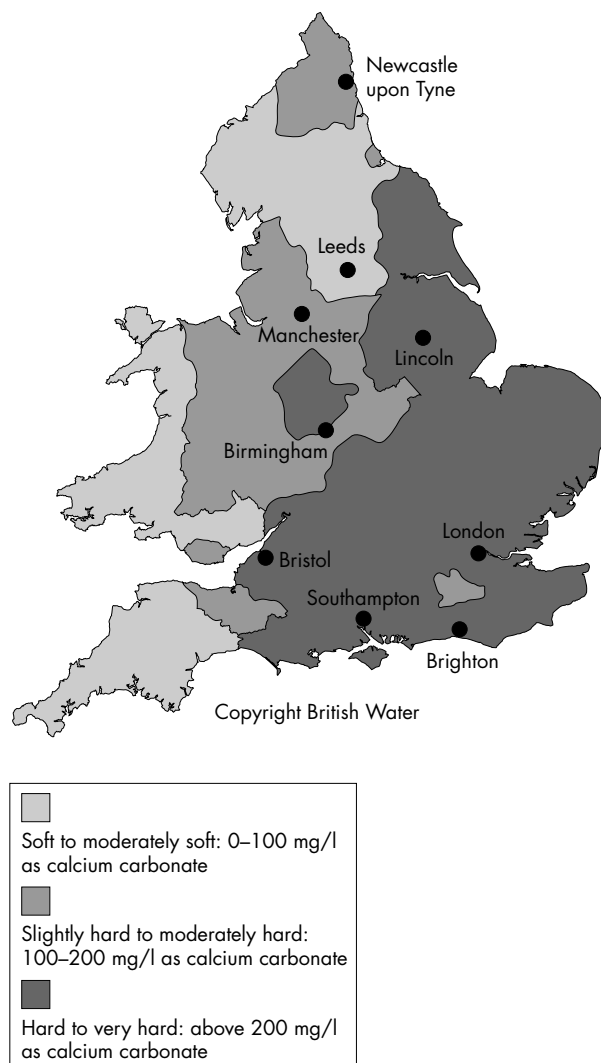 Newcastle
upon Tyne
Leeds
Manchester
Lincoln
Birmingham
London
Bristol
Southampton
Brighton
Copyright British Water
Soft to moderately soft: 0–100 mg/l
as calcium carbonate
Slightly hard to moderately hard:
100–200 mg/l as calcium carbonate
Hard to very hard: above 200 mg/l
as calcium carbonate